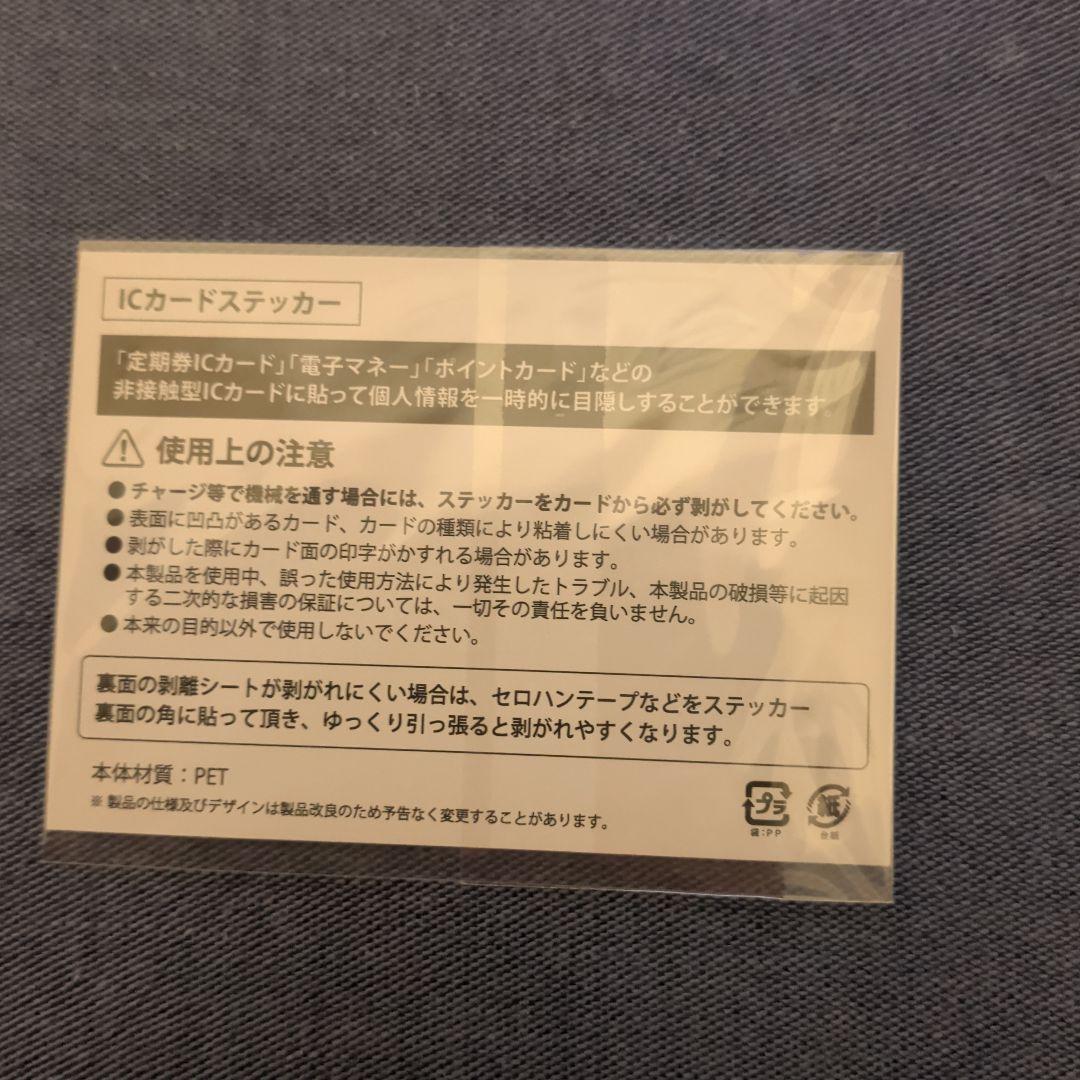 ICカードステッカー
「定期券ICカード」「電子マネー」「ポイントカード」などの
非接触型ICカードに貼って個人情報を一時的に目隠しすることができます。
使用上の注意
●チャージ等で機械を通す場合には、ステッカーをカードから必ず剥がしてください。
●表面に凹凸があるカード、カードの種類により粘着しにくい場合があります。
●剥がした際にカード面の印字がかすれる場合があります。
●本製品を使用中、誤った使用方法により発生したトラブル、本製品の破損等に起因
する二次的な損害の保証については、一切その責任を負いません。
●本来の目的以外で使用しないでください。
裏面の剥離シートが剥がれにくい場合は、セロハンテープなどをステッカー
裏面の角に貼って頂き、ゆっくり引っ張ると剥がれやすくなります。
本体材質：PET
※ 製品の仕様及びデザインは製品改良のため予告なく変更することがあります。
プラ
袋：PP
紙
台紙